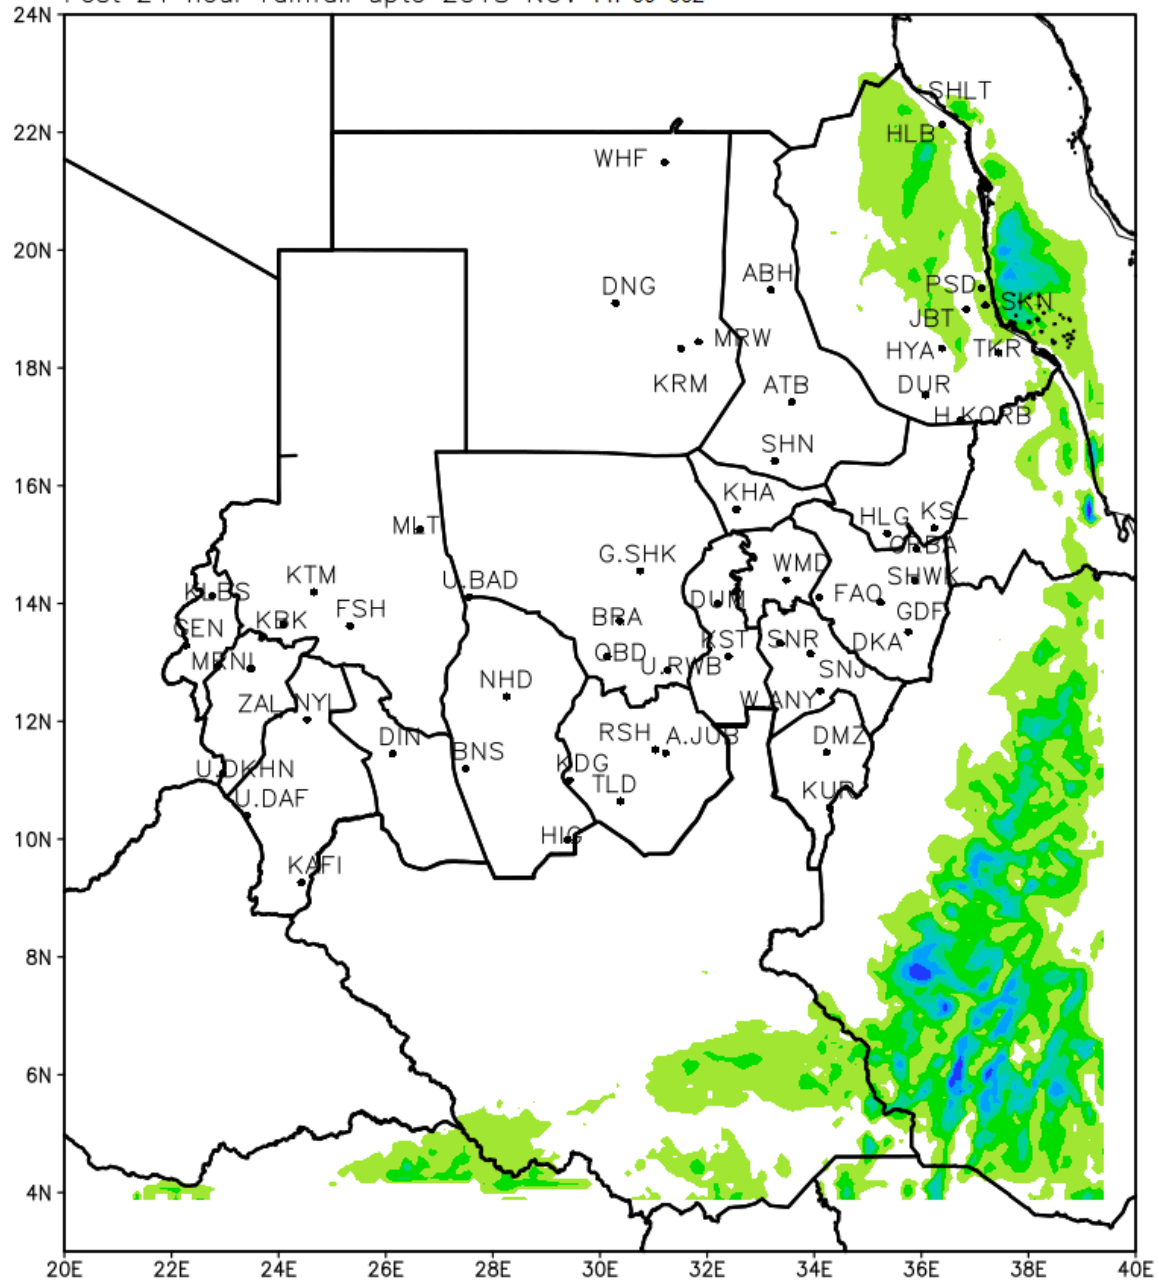 24N
SHLT
22N
HLB
WHF
20N
ABH
DNG
PSD
SKN
JBT
MRW
HYA
TKR
18N
KRM
ATB
DUR
H.KORB
SHN
16N
KHA
HLG
KSL
MLT
GRBA
G.SHK
WMD
KTM
U.BAD
SHWK
KLBS
14N
FSH
DUM
FAO
GDF
KBK
BRA
GEN
KST
SNR
DKA
OBD
U.RWB
MRNI
SNJ
NHD
ZAL
NYL
W.ANY
12N
RSH
A.JUB
DMZ
DIN
BNS
KDG
U.DKHN
TLD
KUR
U.DAF
10N
HIG
KAFI
8N
6N
4N
20E
22E
24E
26E
28E
30E
32E
34E
36E
38E
40E